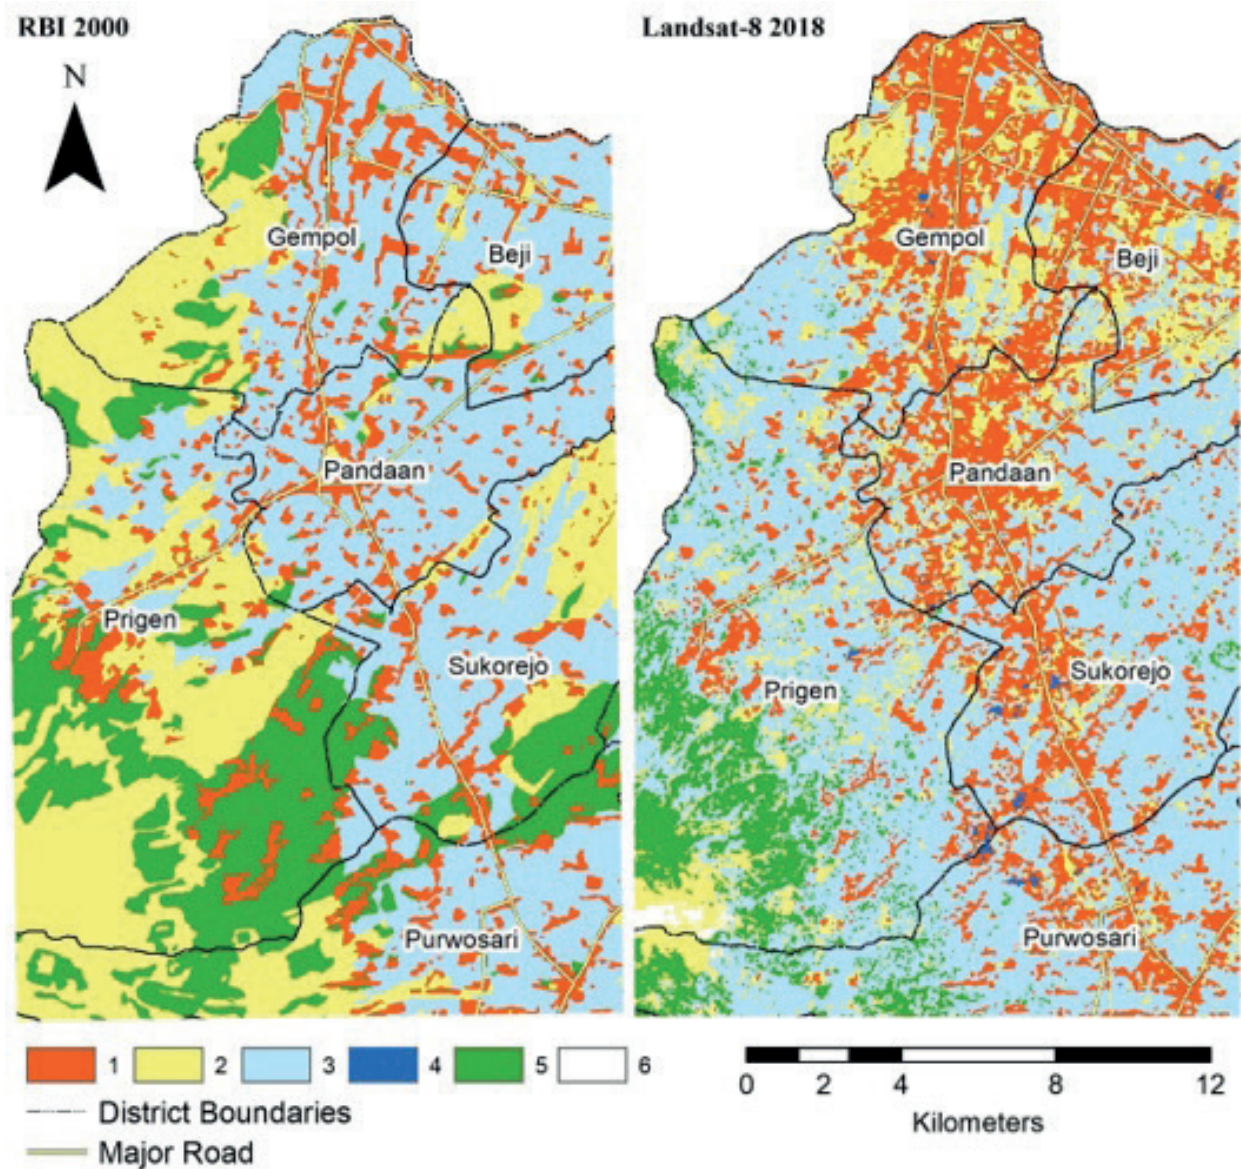 RBI 2000
Landsat-8 2018
N
Gempol
Beji
Pandaan
Prigen
Sukorejo
Purwosari
Gempol
Beji
Pandaan
Prigen
Sukorejo
Purwosari
1 2 3 4 5 6
District Boundaries
Major Road
0 2 4 8 12
Kilometers